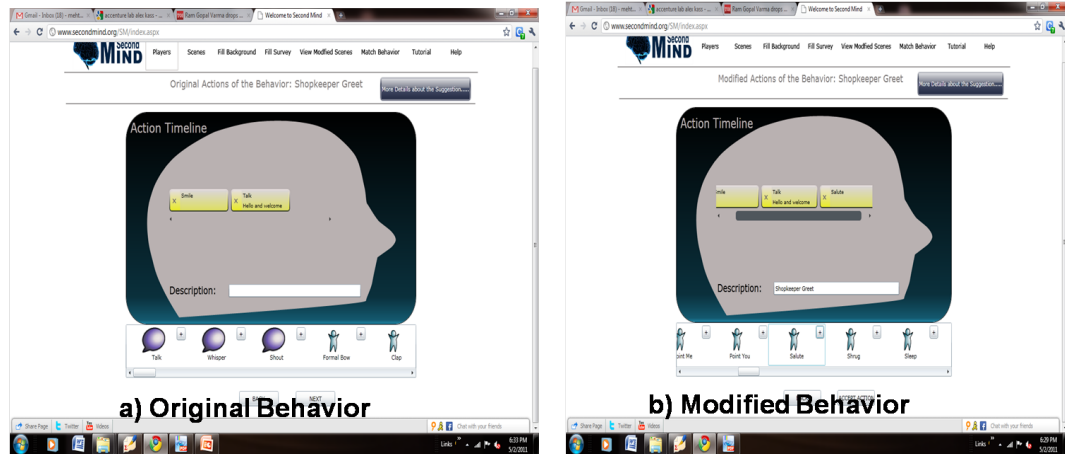 Gmail - Inbox (18) - meht...
accenture lab alex kass - ...
Ram Gopal Varma drops ...
Welcome to Second Mind
www.secondmind.org/SM/index.aspx
Second
MIND
Players
Scenes
Fill Background
Fill Survey
View Modfied Scenes
Match Behavior
Tutorial
Help
Original Actions of the Behavior: Shopkeeper Greet
More Details about the Suggestion.....
Action Timeline
X
Smile
X
Talk
Hello and welcome
Description:
Talk
Whisper
Shout
Formal Bow
Clap
NEXT
a) Original Behavior
Share Page
Twitter
Videos
Chat with your friends
Links
6:33 PM
5/2/2011
Gmail - Inbox (18) - meht...
accenture lab alex kass - ...
Ram Gopal Varma drops ...
Welcome to Second Mind
www.secondmind.org/SM/index.aspx
Second
MIND
Players
Scenes
Fill Background
Fill Survey
View Modfied Scenes
Match Behavior
Tutorial
Help
Modified Actions of the Behavior: Shopkeeper Greet
More Details about the Suggestion.....
Action Timeline
mile
X
Talk
Hello and welcome
X
Salute
Description:
Shopkeeper Greet
oint Me
Point You
Salute
Shrug
Sleep
ACCEPT ACTION
b) Modified Behavior
Share Page
Twitter
Videos
Chat with your friends
Links
6:29 PM
5/2/2011